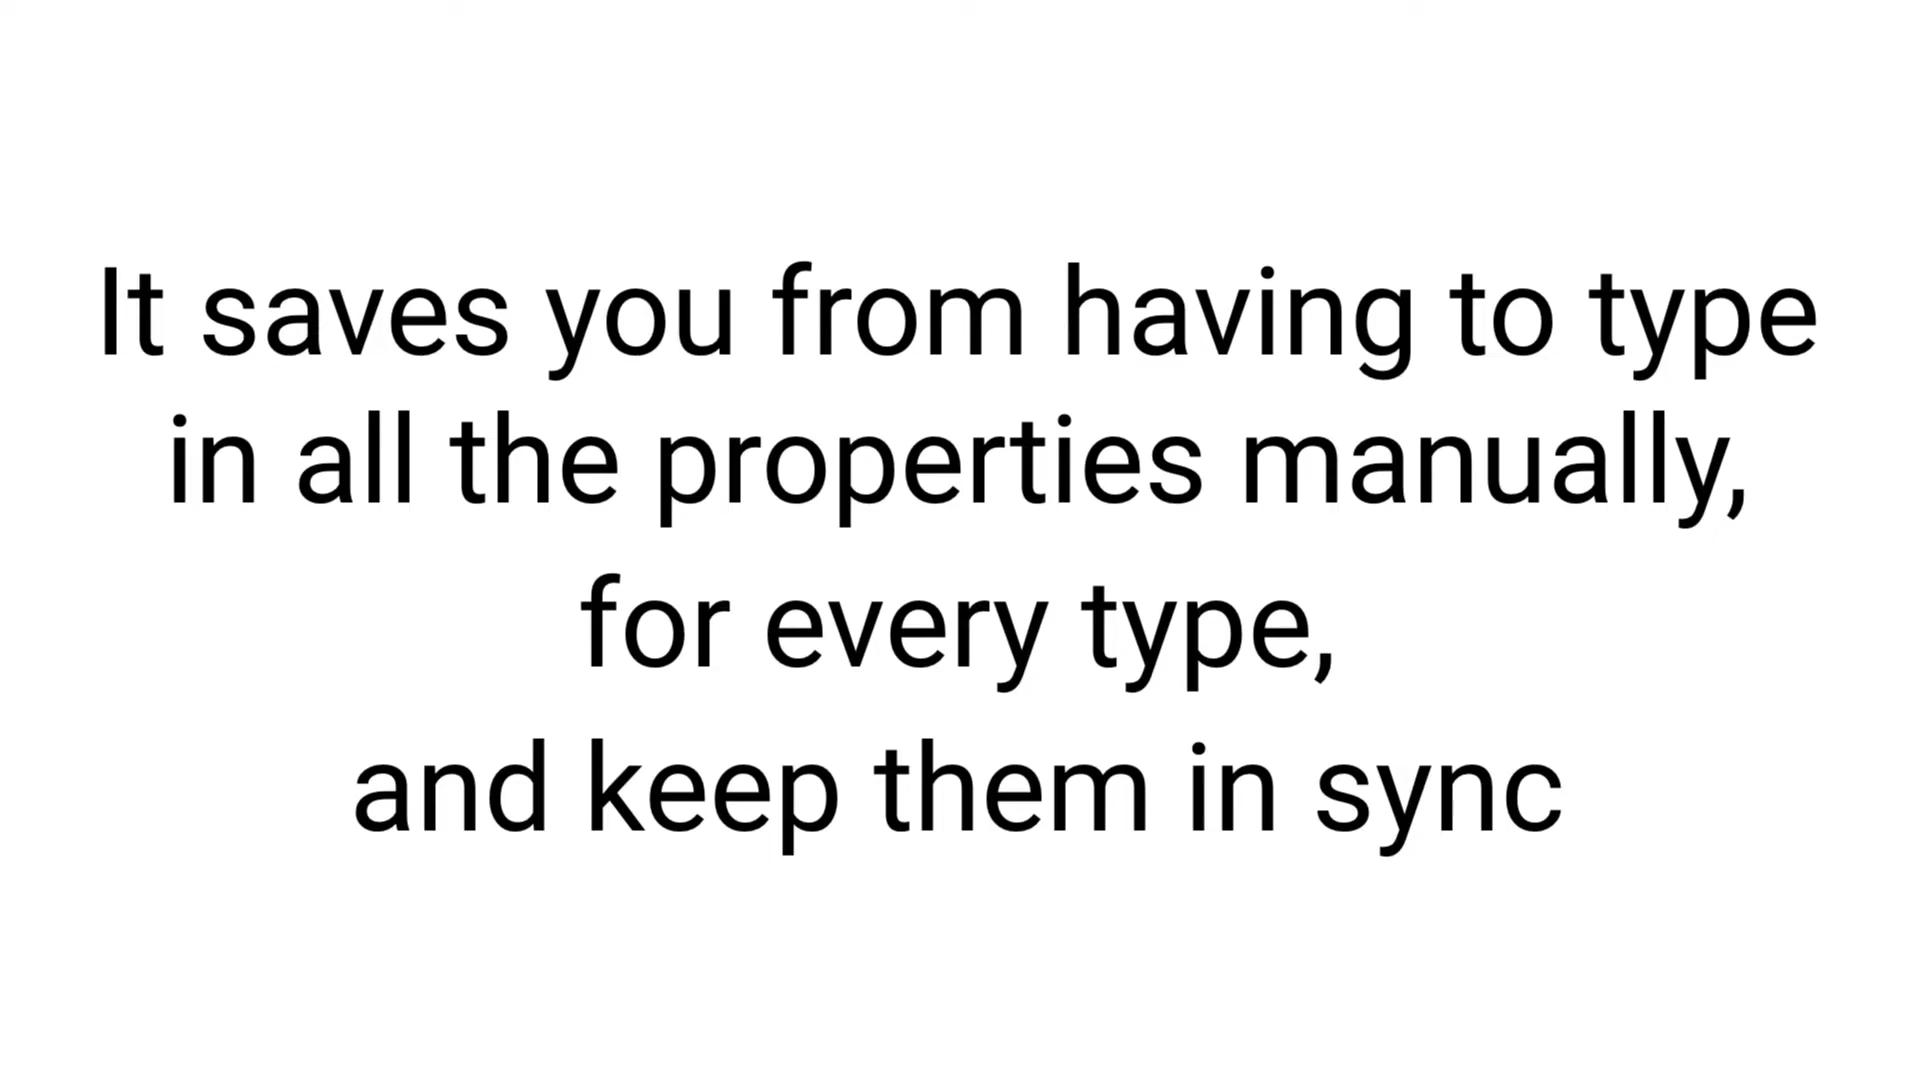 It saves you from having to type
in all the properties manually,
for every type,
and keep them in sync